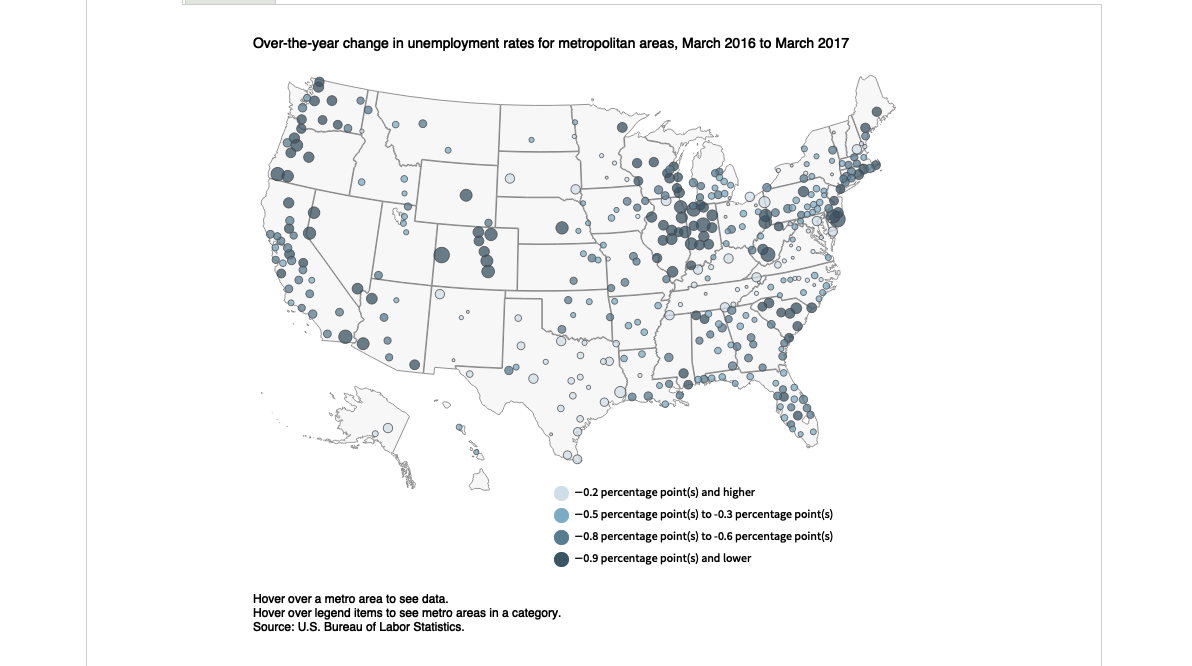 Over-the-year change in unemployment rates for metropolitan areas, March 2016 to March 2017
−0.2 percentage point(s) and higher
−0.5 percentage point(s) to -0.3 percentage point(s)
−0.8 percentage point(s) to -0.6 percentage point(s)
−0.9 percentage point(s) and lower
Hover over a metro area to see data.
Hover over legend items to see metro areas in a category.
Source: U.S. Bureau of Labor Statistics.